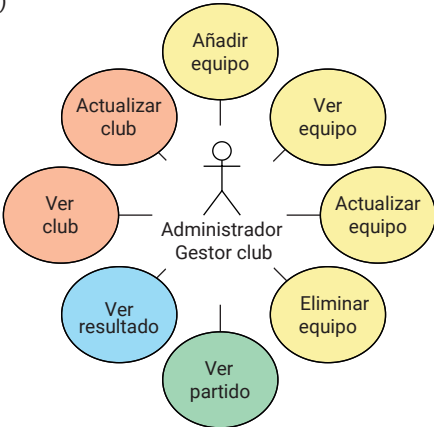 )
Añadir
equipo
Actualizar
club
Ver
equipo
Ver
club
Administrador
Gestor club
Actualizar
equipo
Ver
resultado
Eliminar
equipo
Ver
partido